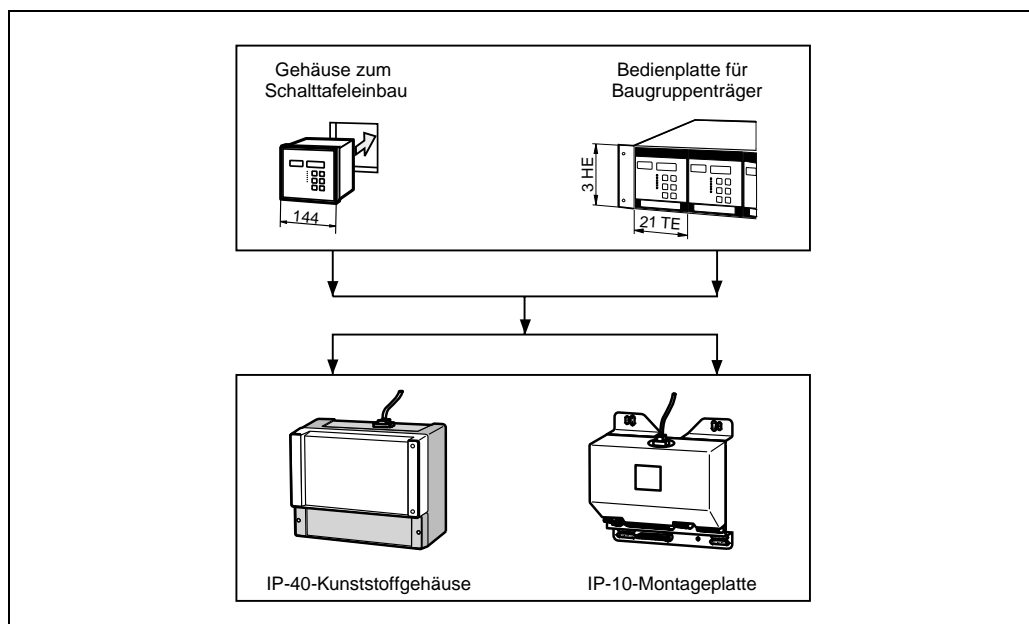 Gehäuse zum
Schalttafeleinbau
Bedienplatte für
Baugruppenträger
144
3 HE
21 TE
IP-40-Kunststoffgehäuse
IP-10-Montageplatte